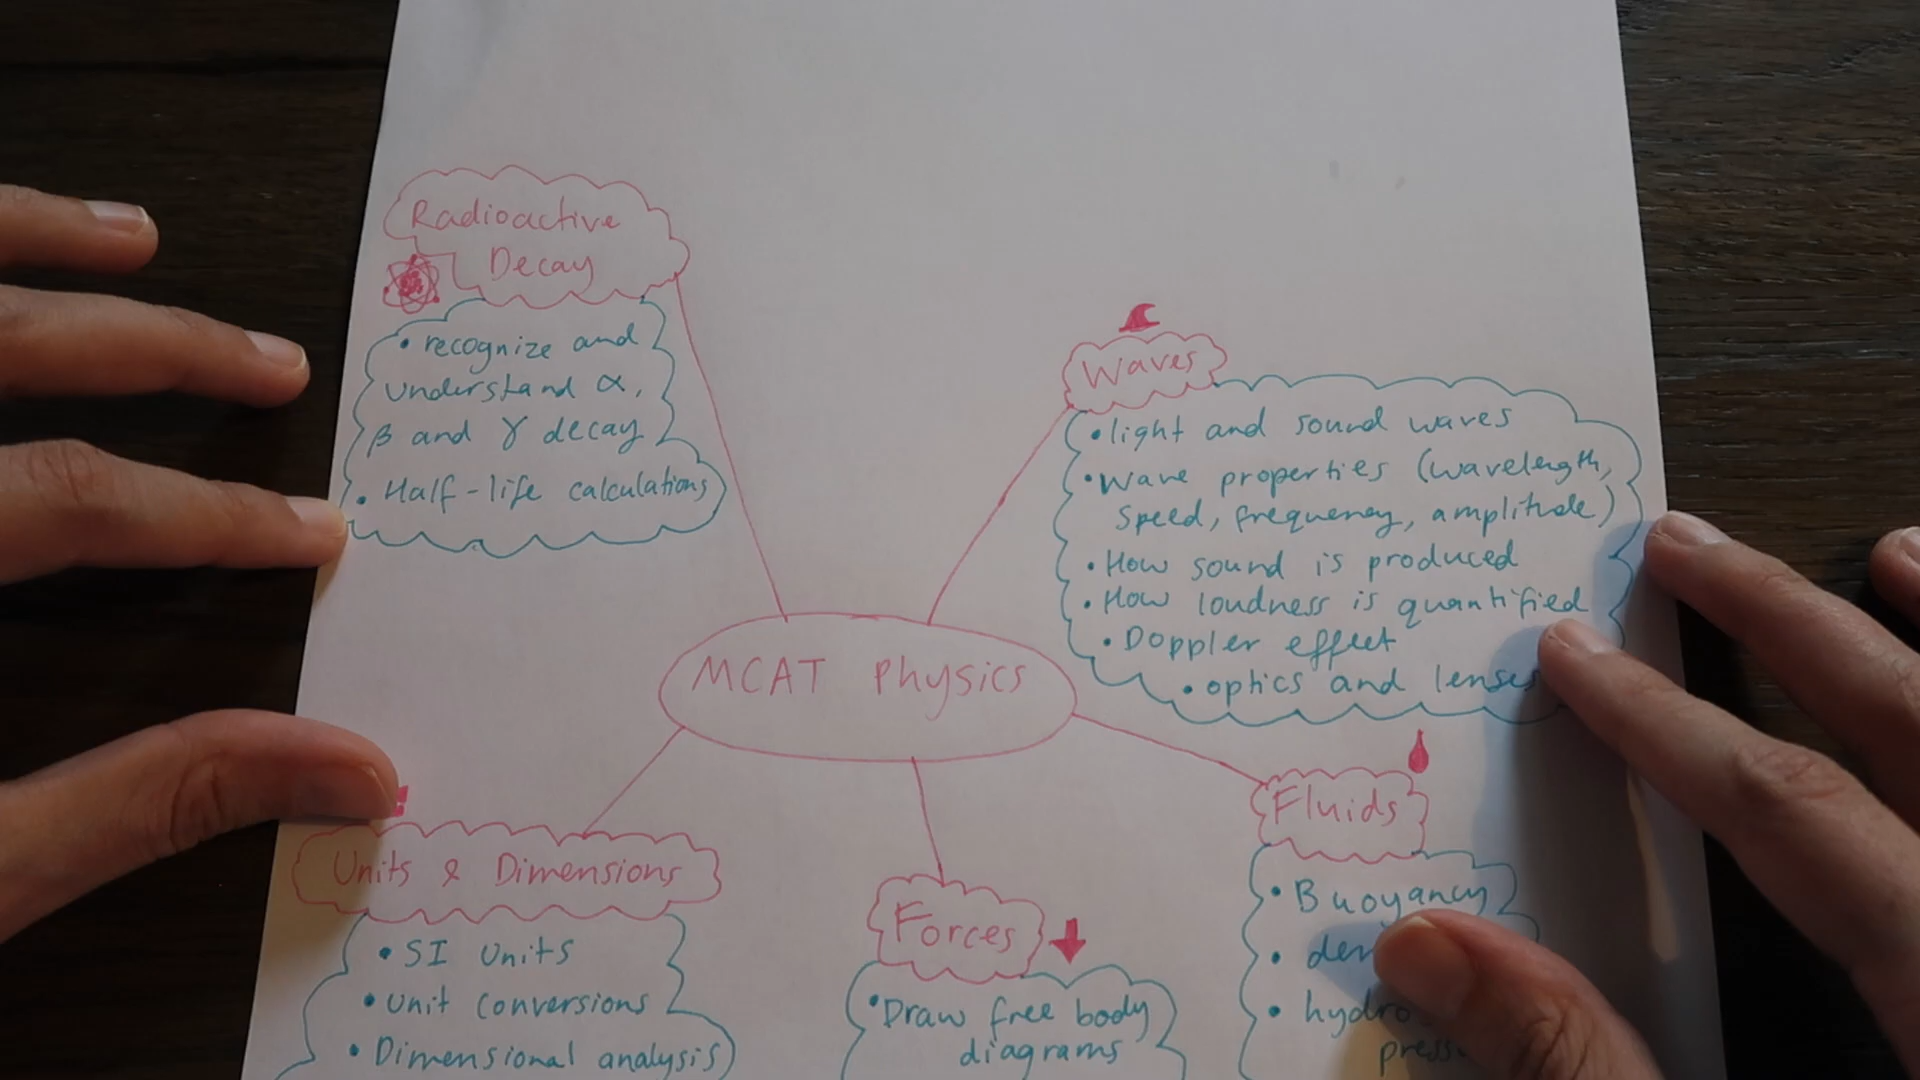 Radioactive
Decay
• recognize and
understand α,
β and γ decay
• Half-life calculations
Waves
• light and sound waves
• Wave properties (wavelength,
speed, frequency, amplitude)
• How sound is produced
• How loudness is quantified
• Doppler effect
• optics and lenses
MCAT Physics
Fluids
• Buoyancy
Units & Dimensions
• SI Units
• Unit conversions
• Dimensional analysis
Forces
• Draw free body
diagrams